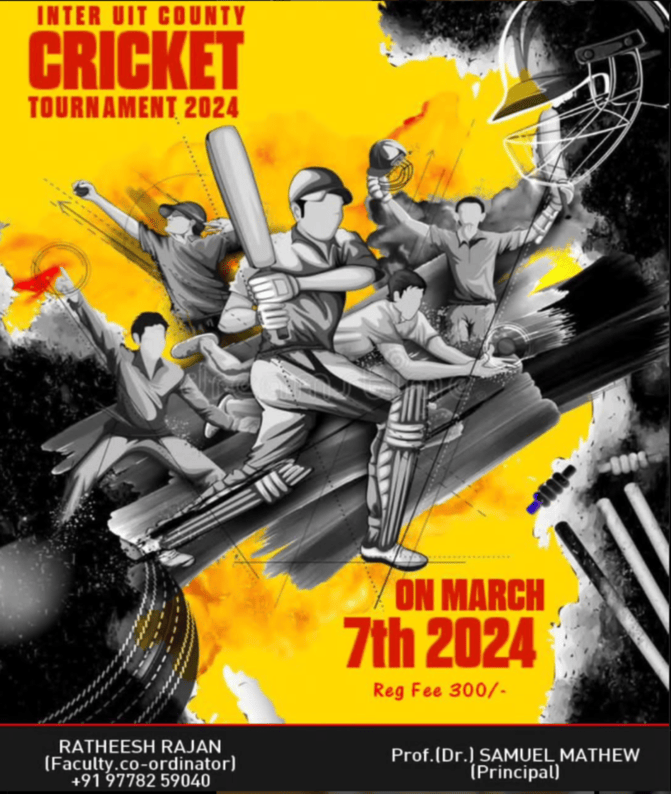 INTER UIT COUNTY
CRICKET
TOURNAMENT 2024
ON MARCH
7th 2024
Reg Fee 300/-
RATHEESH RAJAN
(Faculty.co-ordinator)
+91 97782 59040
Prof.(Dr.) SAMUEL MATHEW
(Principal)